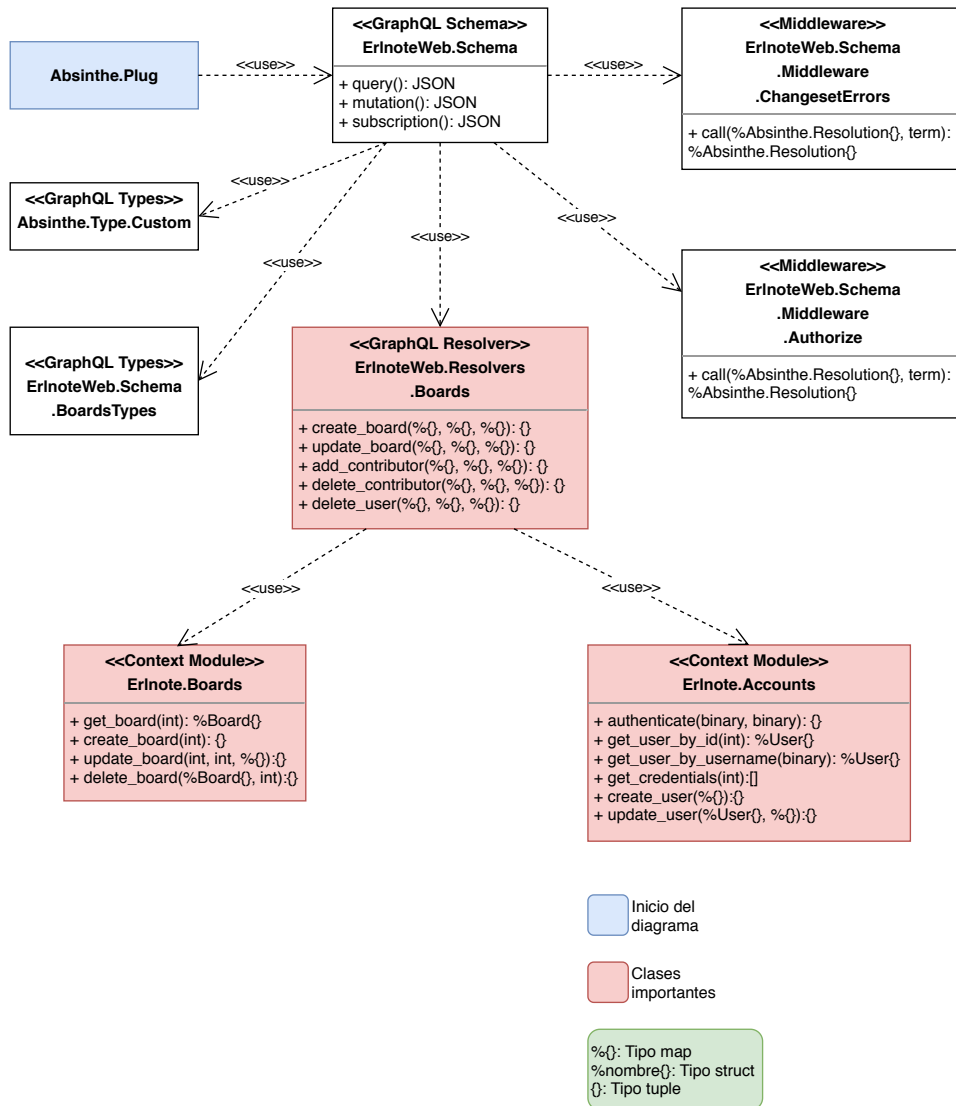 Absinthe.Plug
<<use>>
<<GraphQL Schema>>
ErlnoteWeb.Schema
+ query(): JSON
+ mutation(): JSON
+ subscription(): JSON
<<use>>
<<Middleware>>
ErlnoteWeb.Schema
.Middleware
.ChangesetErrors
+ call(%Absinthe.Resolution{}, term):
%Absinthe.Resolution{}
<<use>>
<<GraphQL Types>>
Absinthe.Type.Custom
<<use>>
<<use>>
<<use>>
<<Middleware>>
ErlnoteWeb.Schema
.Middleware
.Authorize
+ call(%Absinthe.Resolution{}, term):
%Absinthe.Resolution{}
<<GraphQL Types>>
ErlnoteWeb.Schema
.BoardsTypes
<<GraphQL Resolver>>
ErlnoteWeb.Resolvers
.Boards
+ create_board(%{}, %{}, %{}): {}
+ update_board(%{}, %{}, %{}): {}
+ add_contributor(%{}, %{}, %{}): {}
+ delete_contributor(%{}, %{}, %{}): {}
+ delete_user(%{}, %{}, %{}): {}
<<use>>
<<use>>
<<Context Module>>
Erlnote.Boards
+ get_board(int): %Board{}
+ create_board(int): {}
+ update_board(int, int, %{}):{}
+ delete_board(%Board{}, int):{}
<<Context Module>>
Erlnote.Accounts
+ authenticate(binary, binary): {}
+ get_user_by_id(int): %User{}
+ get_user_by_username(binary): %User{}
+ get_credentials(int):[]
+ create_user(%{}):{}
+ update_user(%User{}, %{}):{}
Inicio del
diagrama
Clases
importantes
%{}: Tipo map
%nombre{}: Tipo struct
{}: Tipo tuple